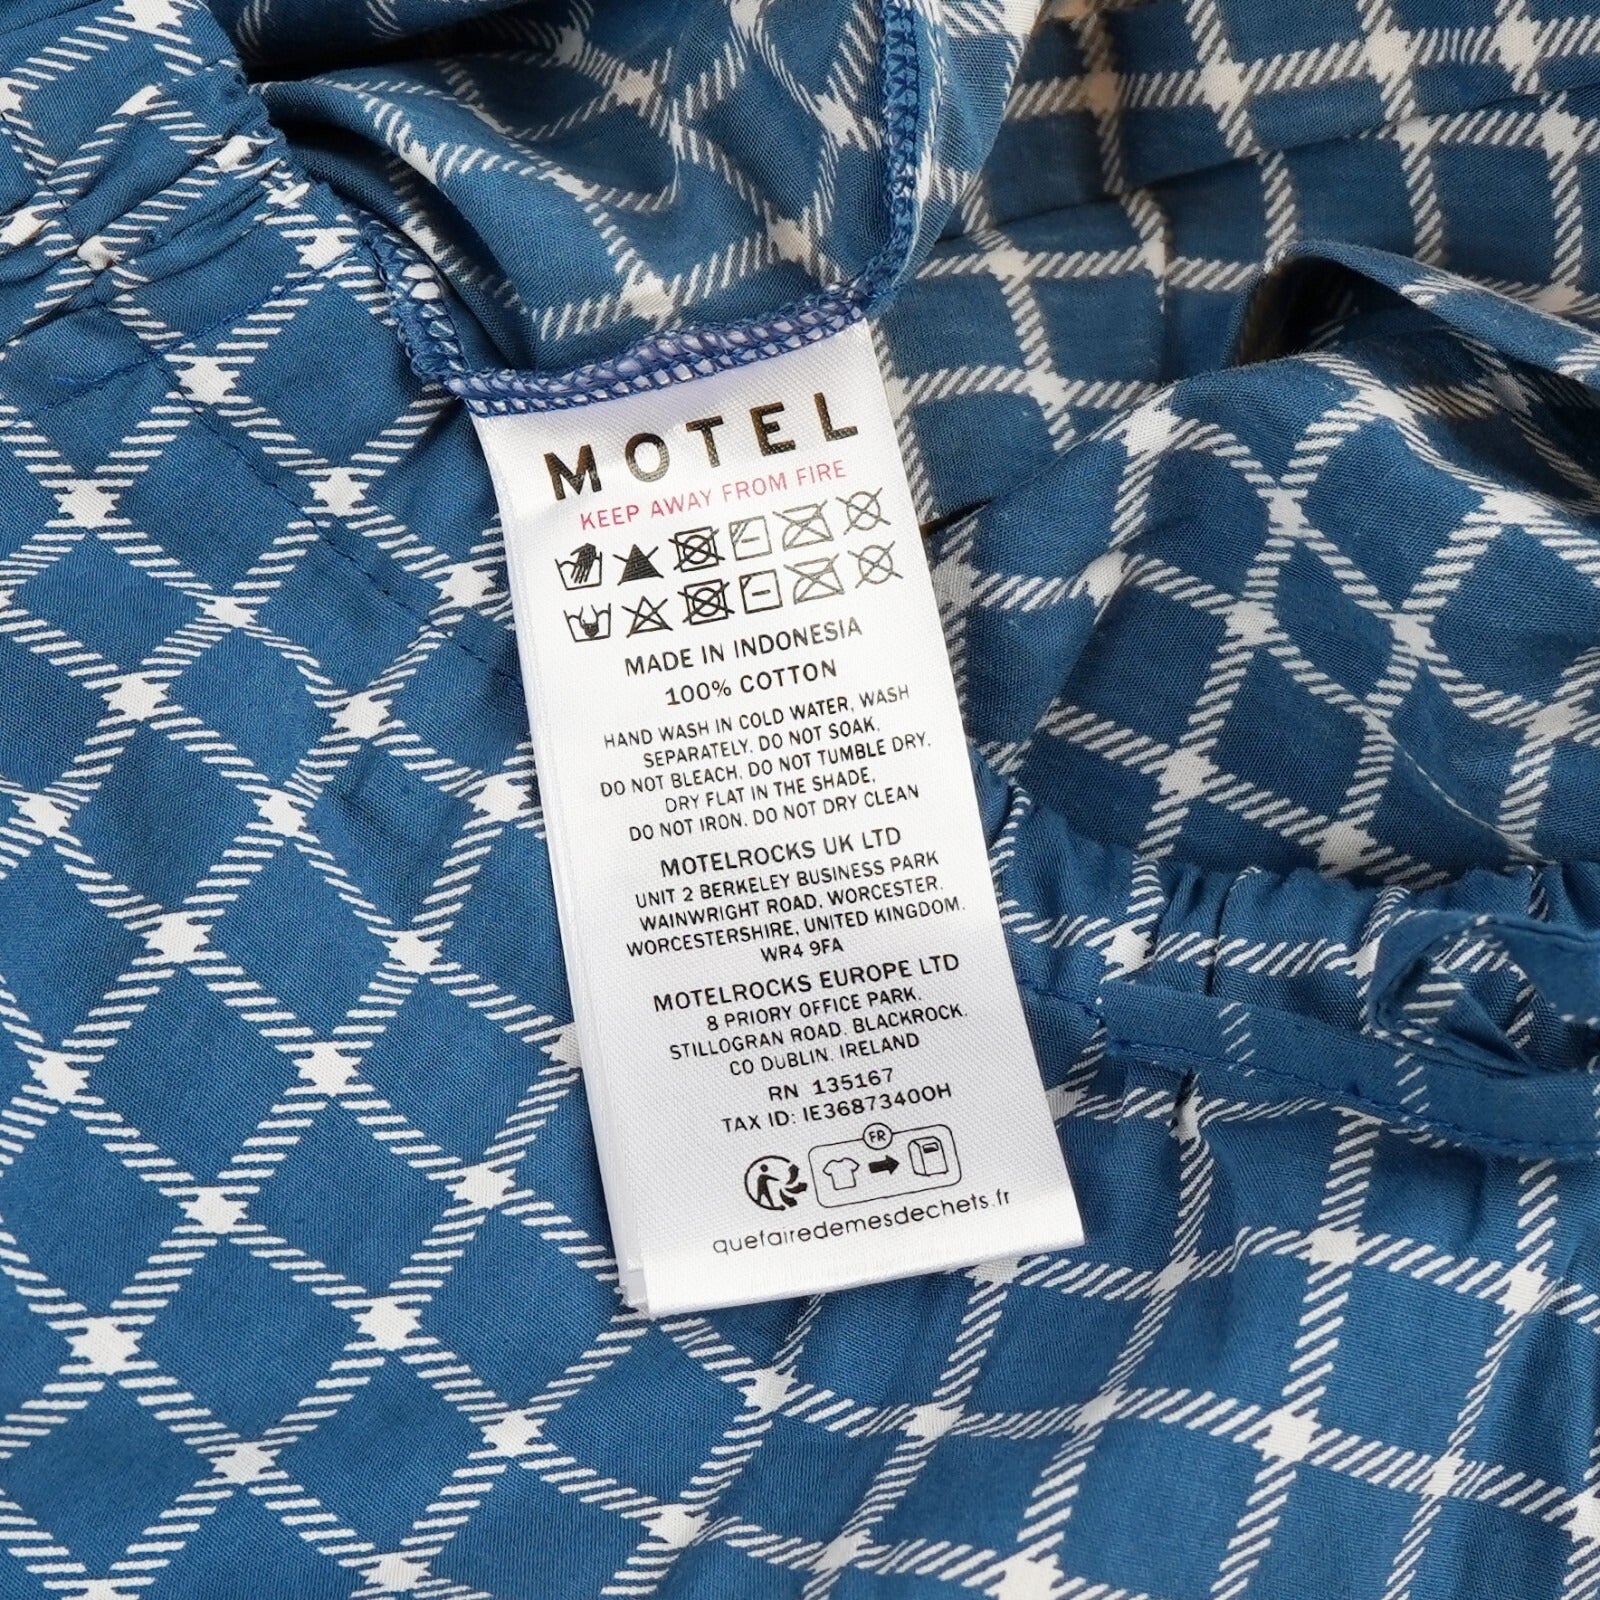 MOTEL
KEEP AWAY FROM FIRE
MADE IN INDONESIA
100% COTTON
HAND WASH IN COLD WATER, WASH
SEPARATELY. DO NOT SOAK.
DO NOT BLEACH. DO NOT TUMBLE DRY.
DRY FLAT IN THE SHADE.
DO NOT IRON. DO NOT DRY CLEAN
MOTELROCKS UK LTD
UNIT 2 BERKELEY BUSINESS PARK
WAINWRIGHT ROAD. WORCESTER.
WORCESTERSHIRE, UNITED KINGDOM.
WR4 9FA
MOTELROCKS EUROPE LTD
8 PRIORY OFFICE PARK.
STILLOGRAN ROAD. BLACKROCK.
CO DUBLIN. IRELAND
RN 135167
TAX ID: IE3687340OH
FR
quefairedemesdechets.fr